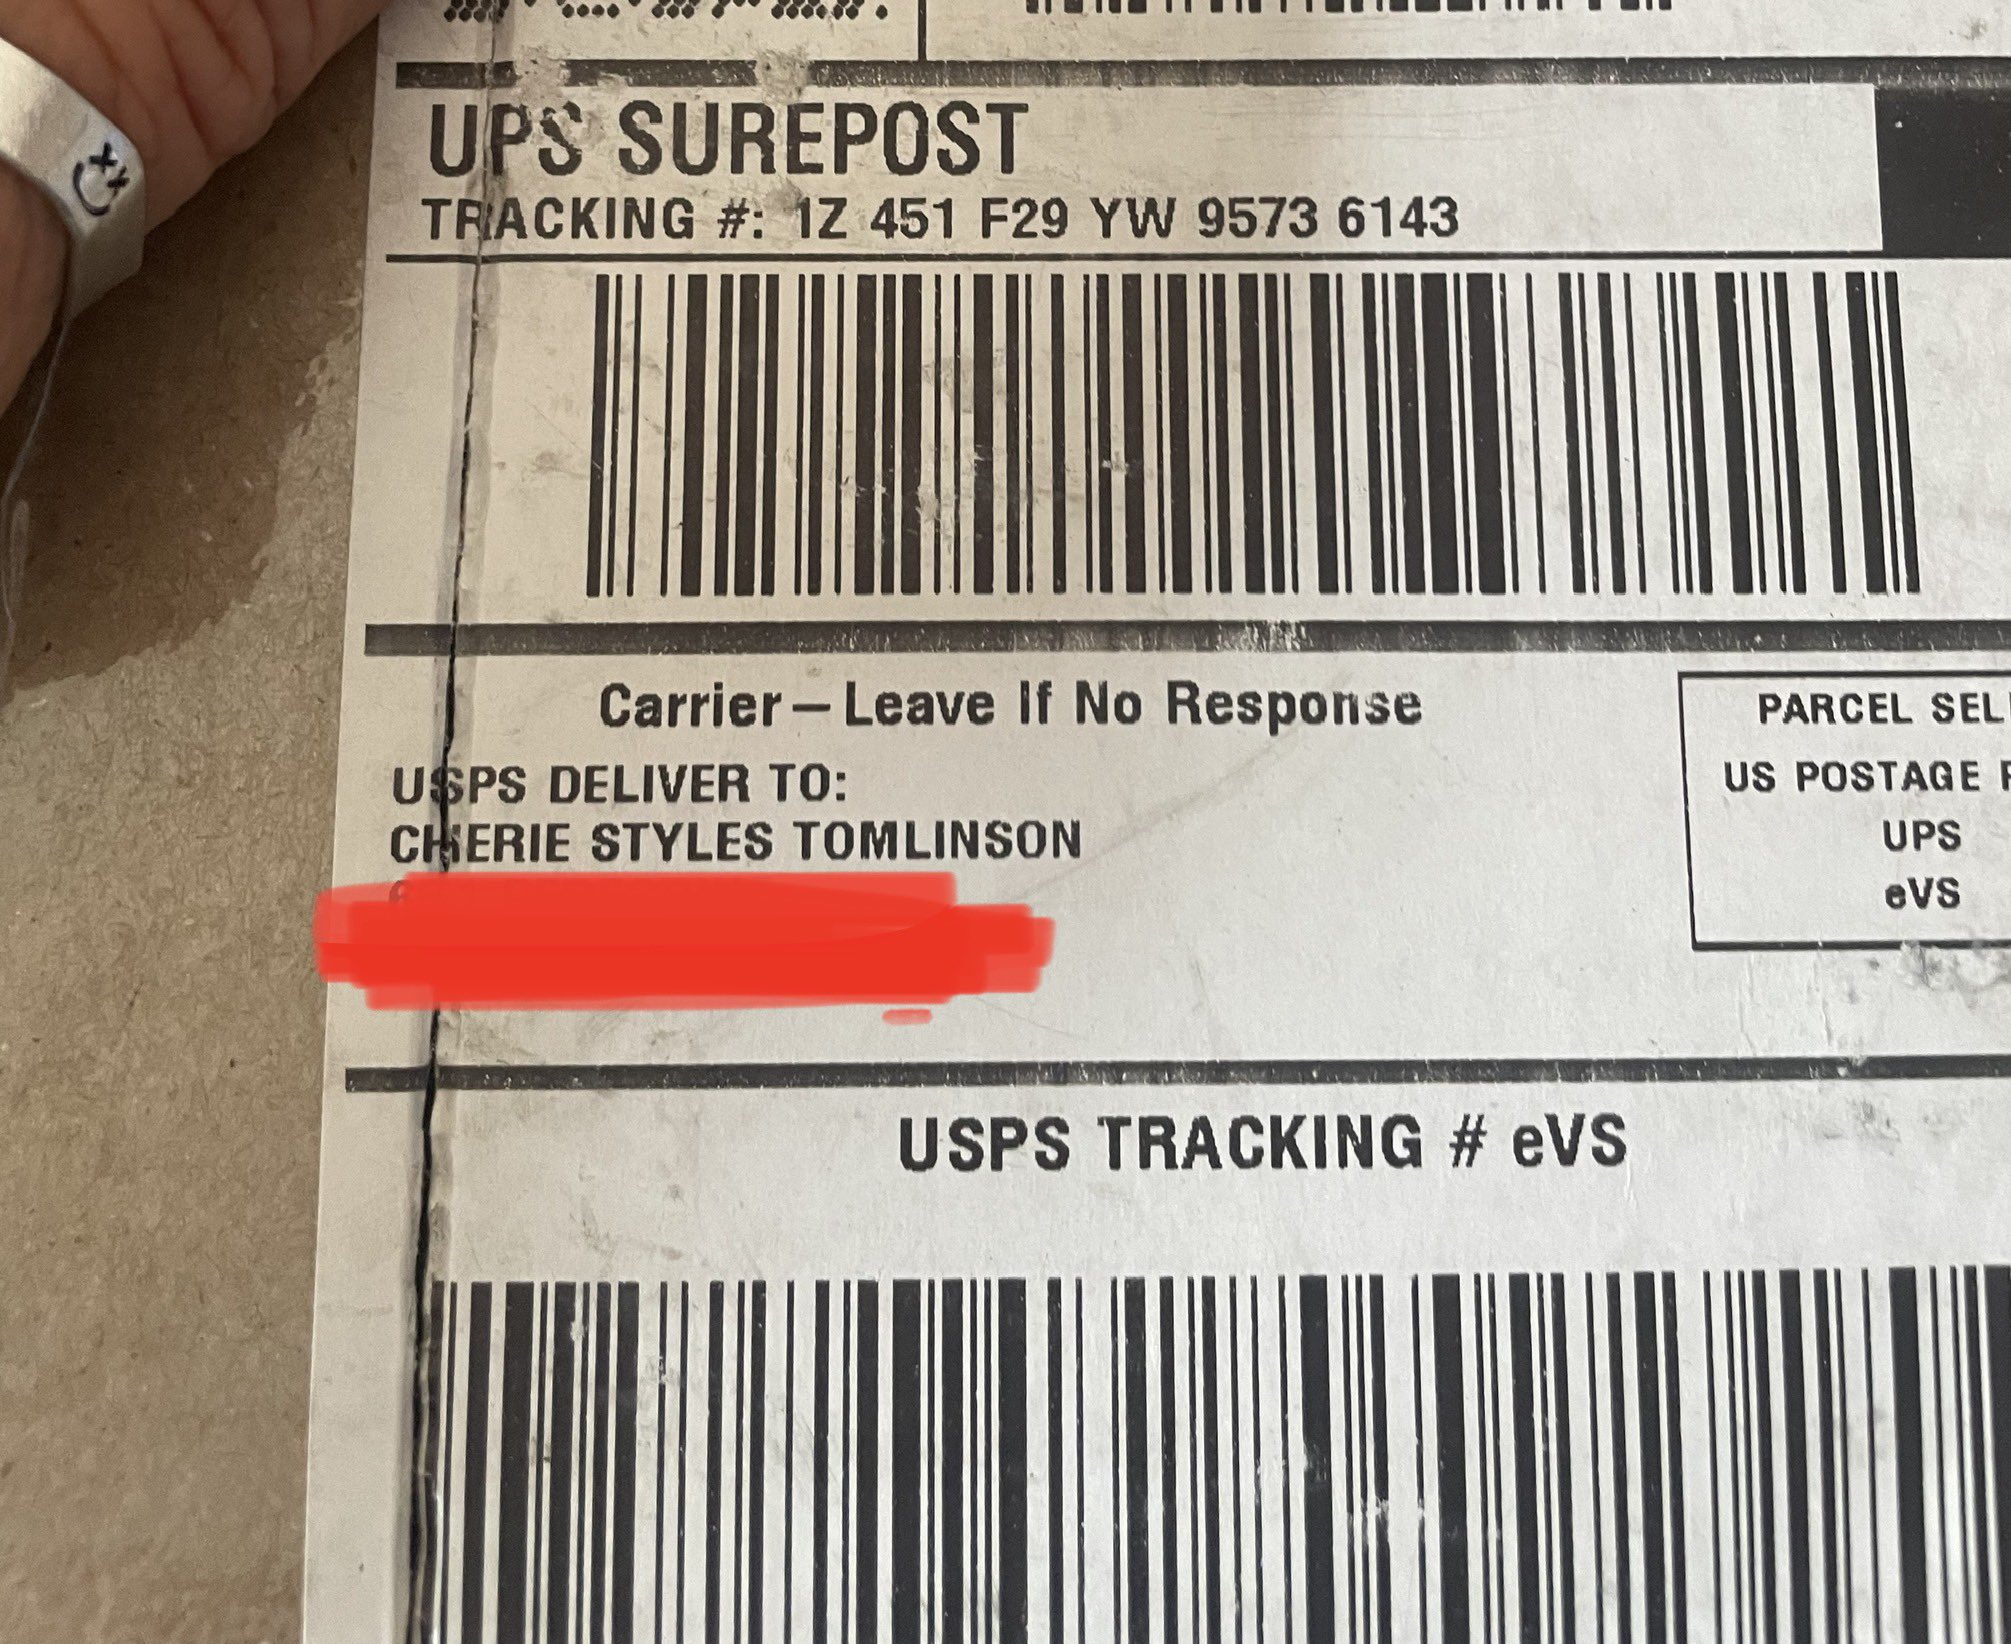 UPS SUREPOST
TRACKING #: 1Z 451 F29 YW 9573 6143
Carrier – Leave If No Response
USPS DELIVER TO:
CHERIE STYLES TOMLINSON
PARCEL SEL
US POSTAGE P
UPS
eVS
USPS TRACKING # eVS